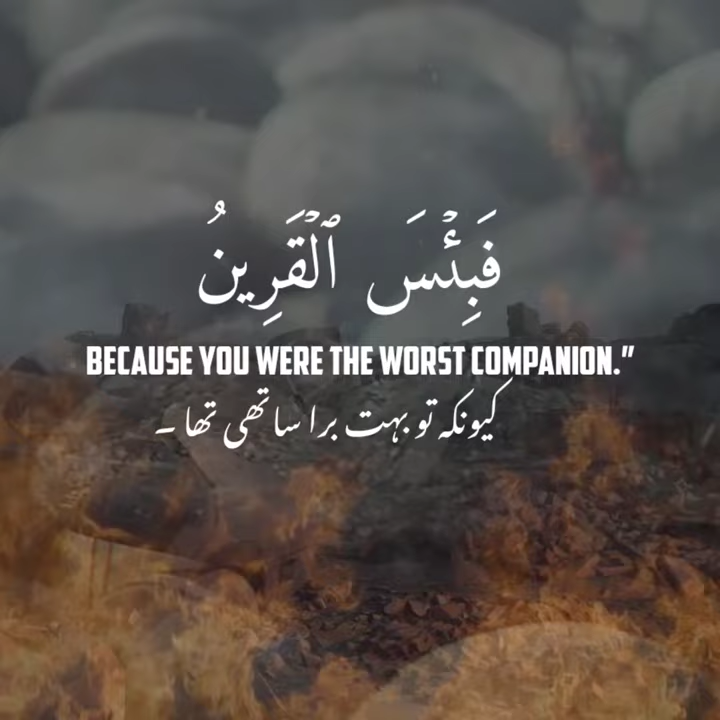 فَبِئْسَ ٱلْقَرِينُ
BECAUSE YOU WERE THE WORST COMPANION.”
کیونکہ تو بہت برا ساتھی تھا ۔